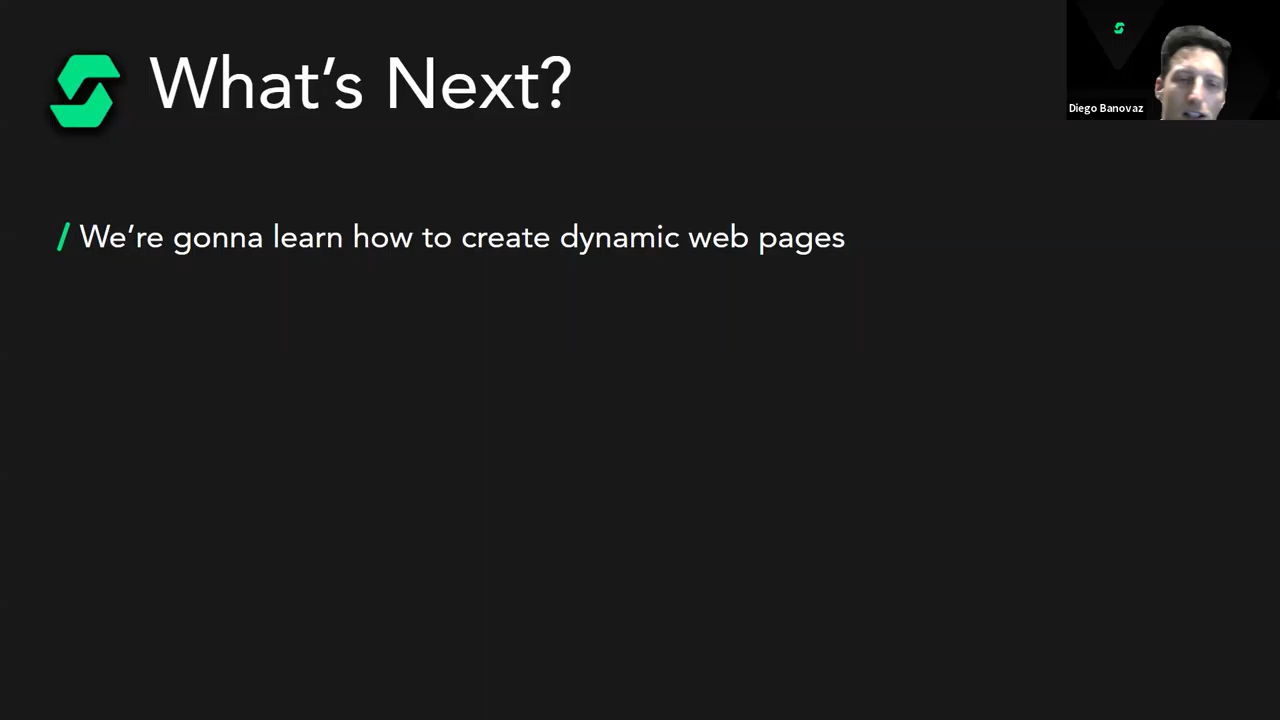 What’s Next?
Diego Banovaz
/ We’re gonna learn how to create dynamic web pages